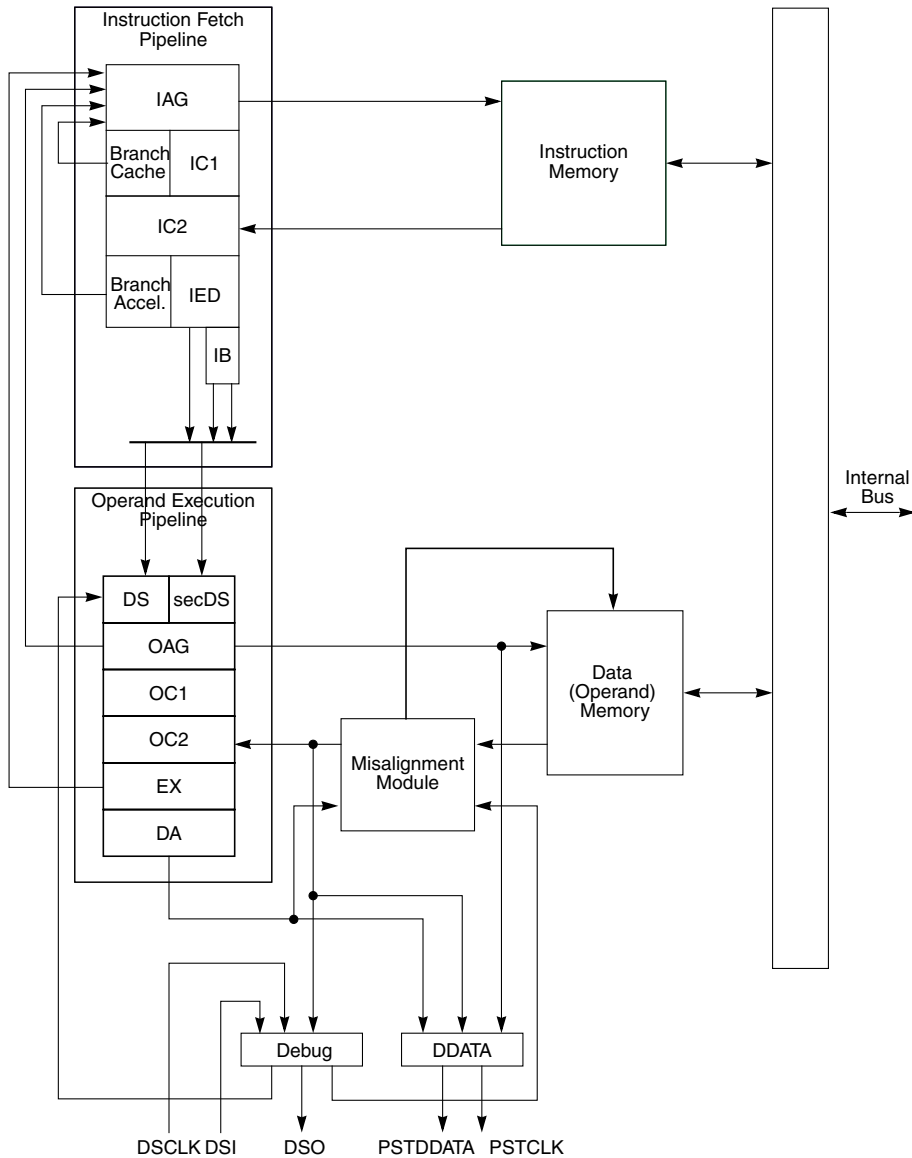 Instruction Fetch
Pipeline
IAG
Branch
Cache
IC1
IC2
Branch
Accel.
IED
IB
Instruction
Memory
Internal
Bus
Operand Execution
Pipeline
DS
secDS
OAG
OC1
OC2
EX
DA
Misalignment
Module
Data
(Operand)
Memory
Debug
DDATA
DSCLK
DSI
DSO
PSTDDATA
PSTCLK